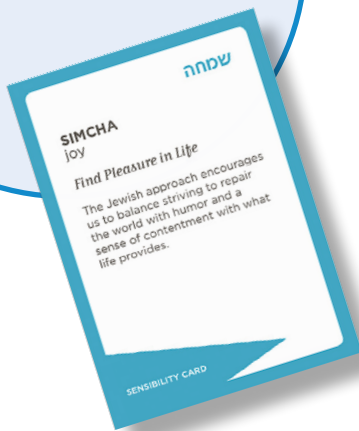 שמחה
SIMCHA
joy
Find Pleasure in Life
The Jewish approach encourages
us to balance striving to repair
the world with humor and a
sense of contentment with what
life provides.
SENSIBILITY CARD